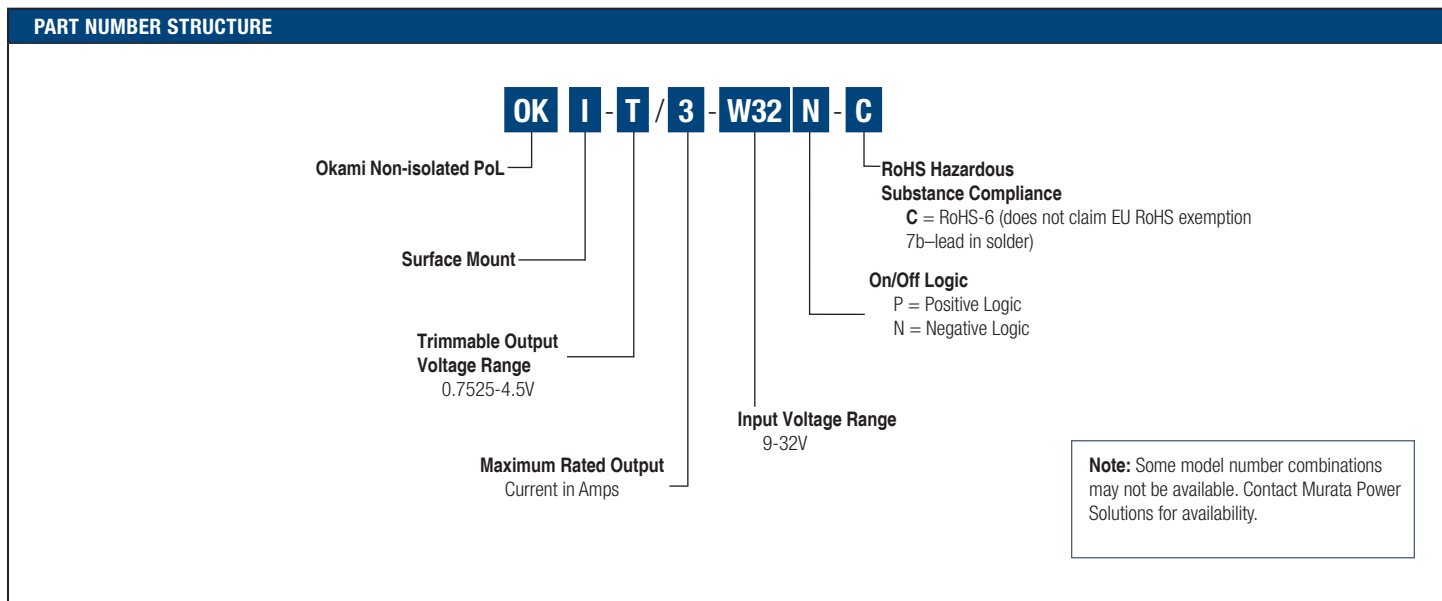 PART NUMBER STRUCTURE
OK I - T / 3 - W32 N - C
Okami Non-isolated PoL
Surface Mount
Trimmable Output
Voltage Range
0.7525-4.5V
Maximum Rated Output
Current in Amps
Input Voltage Range
9-32V
On/Off Logic
P = Positive Logic
N = Negative Logic
RoHS Hazardous
Substance Compliance
C = RoHS-6 (does not claim EU RoHS exemption
7b–lead in solder)
Note: Some model number combinations
may not be available. Contact Murata Power
Solutions for availability.